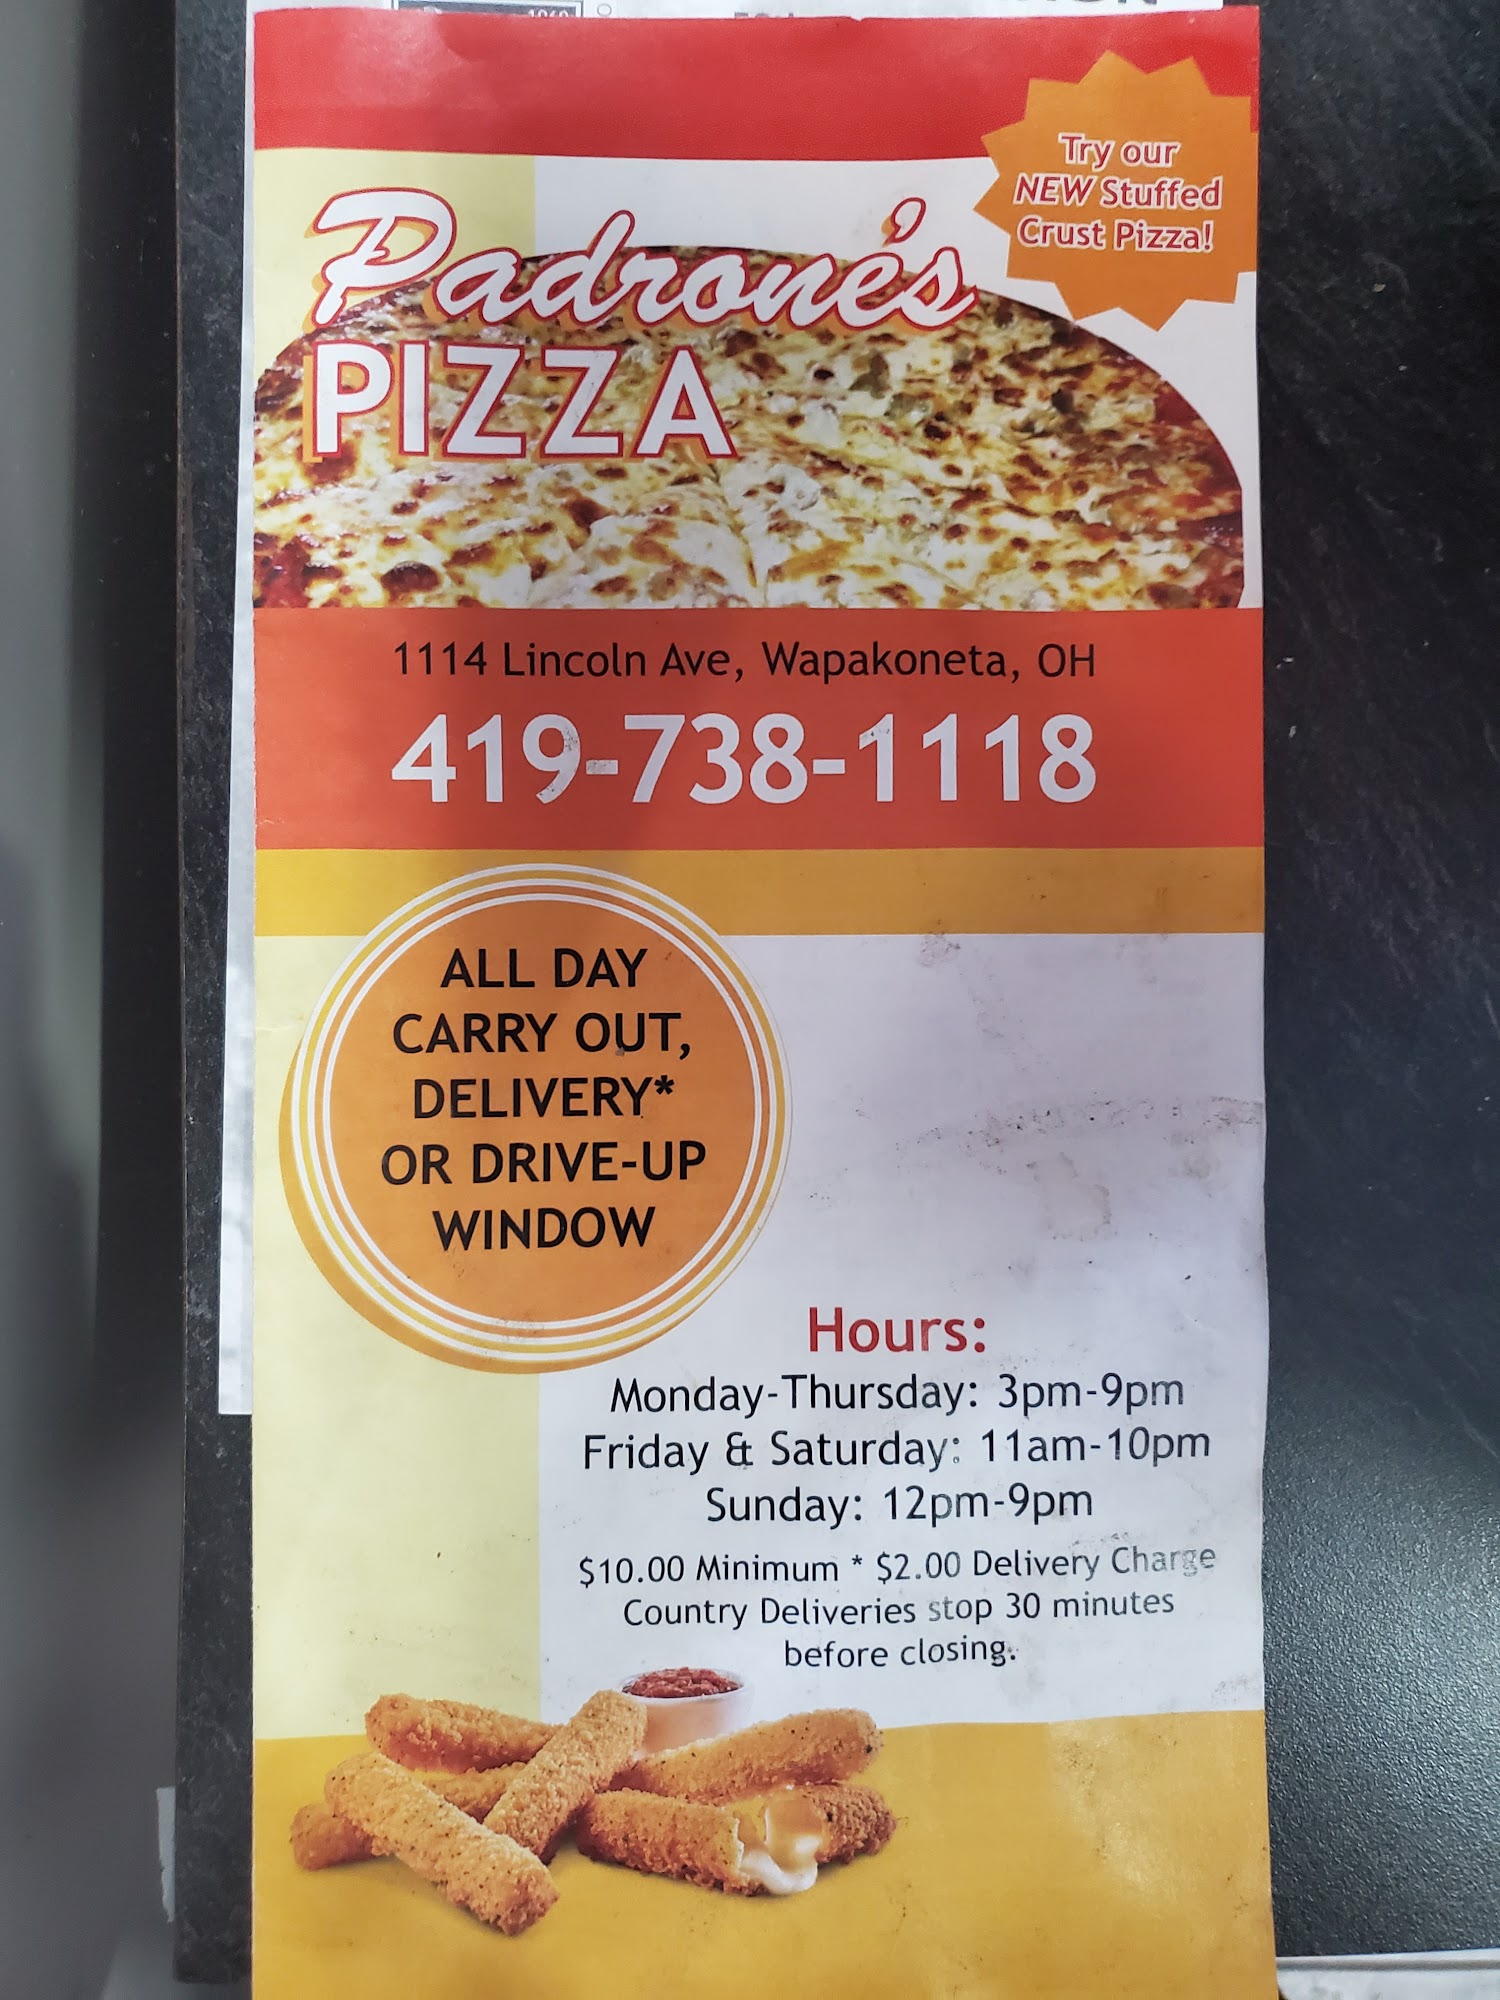 Try our
NEW Stuffed
Crust Pizza!
Padrone's
PIZZA
1114 Lincoln Ave, Wapakoneta, OH
419-738-1118
ALL DAY
CARRY OUT,
DELIVERY*
OR DRIVE-UP
WINDOW
Hours:
Monday-Thursday: 3pm-9pm
Friday & Saturday: 11am-10pm
Sunday: 12pm-9pm
$10.00 Minimum * $2.00 Delivery Charge
Country Deliveries stop 30 minutes
before closing.